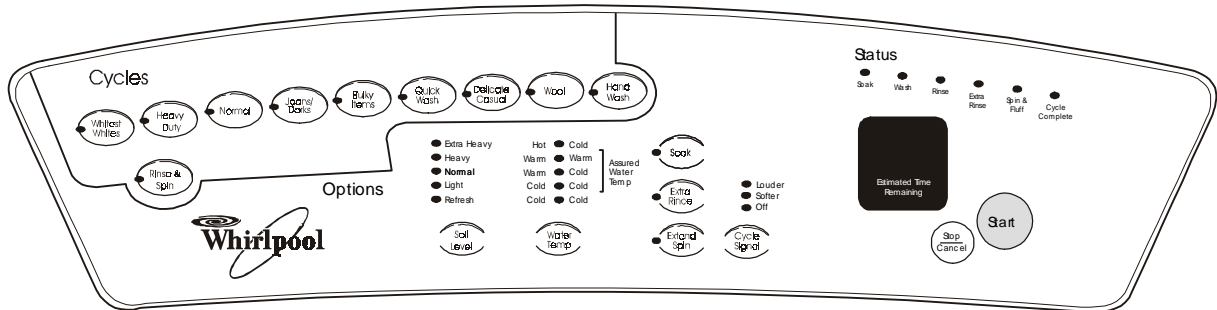 Cycles
Whitest
Whites
Heavy
Duty
Normal
Jeans/
Darks
Bulky
Items
Quick
Wash
Delicate
Casual
Wool
Hand
Wash
Rinse &
Spin
Options
Whirlpool
Extra Heavy
Heavy
Normal
Light
Refresh
Soil
Level
Hot Cold
Warm Warm
Warm Cold
Cold Cold
Cold Cold
Assured
Water
Temp
Water
Temp
Soak
Extra
Rince
Extend
Spin
Louder
Softer
Off
Cycle
Signal
Status
Soak
Wash
Rinse
Extra
Rinse
Spin &
Fluff
Cycle
Complete
Estimated Time
Remaining
Start
Stop
Cancel